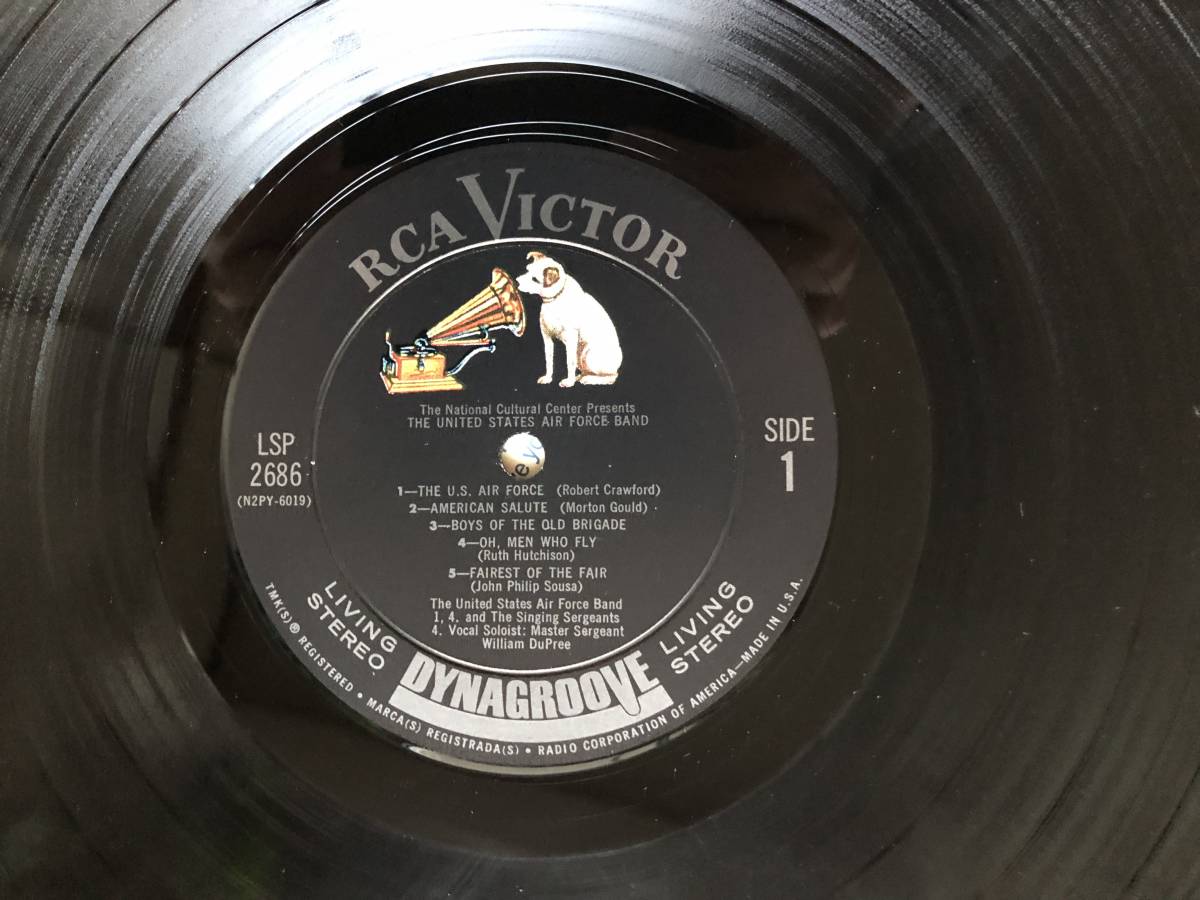 RCA VICTOR
The National Cultural Center Presents
THE UNITED STATES AIR FORCE BAND
LSP
2686
(N2PY-6019)
SIDE
1
1—THE U.S. AIR FORCE (Robert Crawford)
2—AMERICAN SALUTE (Morton Gould)
3—BOYS OF THE OLD BRIGADE
4—OH, MEN WHO FLY
(Ruth Hutchison)
5—FAIREST OF THE FAIR
(John Philip Sousa)
The United States Air Force Band
1, 4. and The Singing Sergeants
4. Vocal Soloist: Master Sergeant
William DuPree
LIVING
STEREO
DYNAGROOVE
LIVING
STEREO
TMK(S) ® REGISTERED • MARCA(S) REGISTRADA(S) • RADIO CORPORATION OF AMERICA—MADE IN U.S.A.